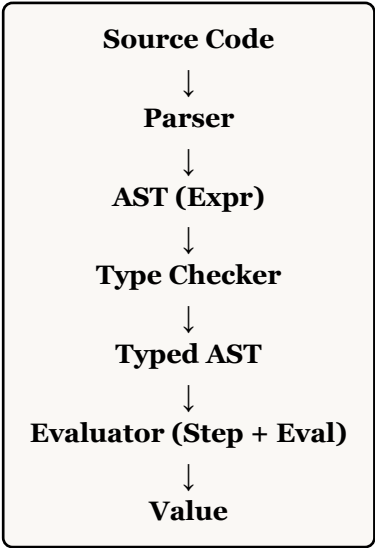 Source Code
↓
Parser
↓
AST (Expr)
↓
Type Checker
↓
Typed AST
↓
Evaluator (Step + Eval)
↓
Value